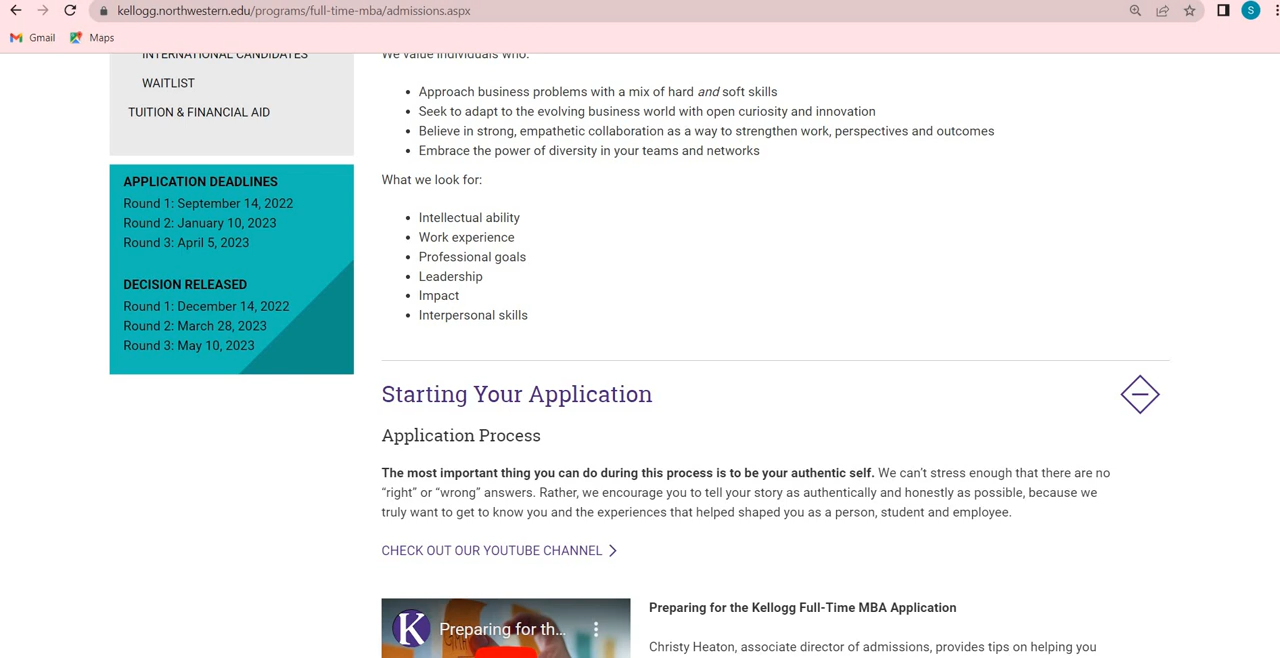 kellogg.northwestern.edu/programs/full-time-mba/admissions.aspx
S
Gmail
Maps
INTERNATIONAL CANDIDATES
WAITLIST
TUITION & FINANCIAL AID
APPLICATION DEADLINES
Round 1: September 14, 2022
Round 2: January 10, 2023
Round 3: April 5, 2023
DECISION RELEASED
Round 1: December 14, 2022
Round 2: March 28, 2023
Round 3: May 10, 2023
We value individuals who:
Approach business problems with a mix of hard and soft skills
Seek to adapt to the evolving business world with open curiosity and innovation
Believe in strong, empathetic collaboration as a way to strengthen work, perspectives and outcomes
Embrace the power of diversity in your teams and networks
What we look for:
Intellectual ability
Work experience
Professional goals
Leadership
Impact
Interpersonal skills
Starting Your Application
Application Process
The most important thing you can do during this process is to be your authentic self. We can't stress enough that there are no
“right” or “wrong” answers. Rather, we encourage you to tell your story as authentically and honestly as possible, because we
truly want to get to know you and the experiences that helped shaped you as a person, student and employee.
CHECK OUT OUR YOUTUBE CHANNEL
K
Preparing for th...
Preparing for the Kellogg Full-Time MBA Application
Christy Heaton, associate director of admissions, provides tips on helping you